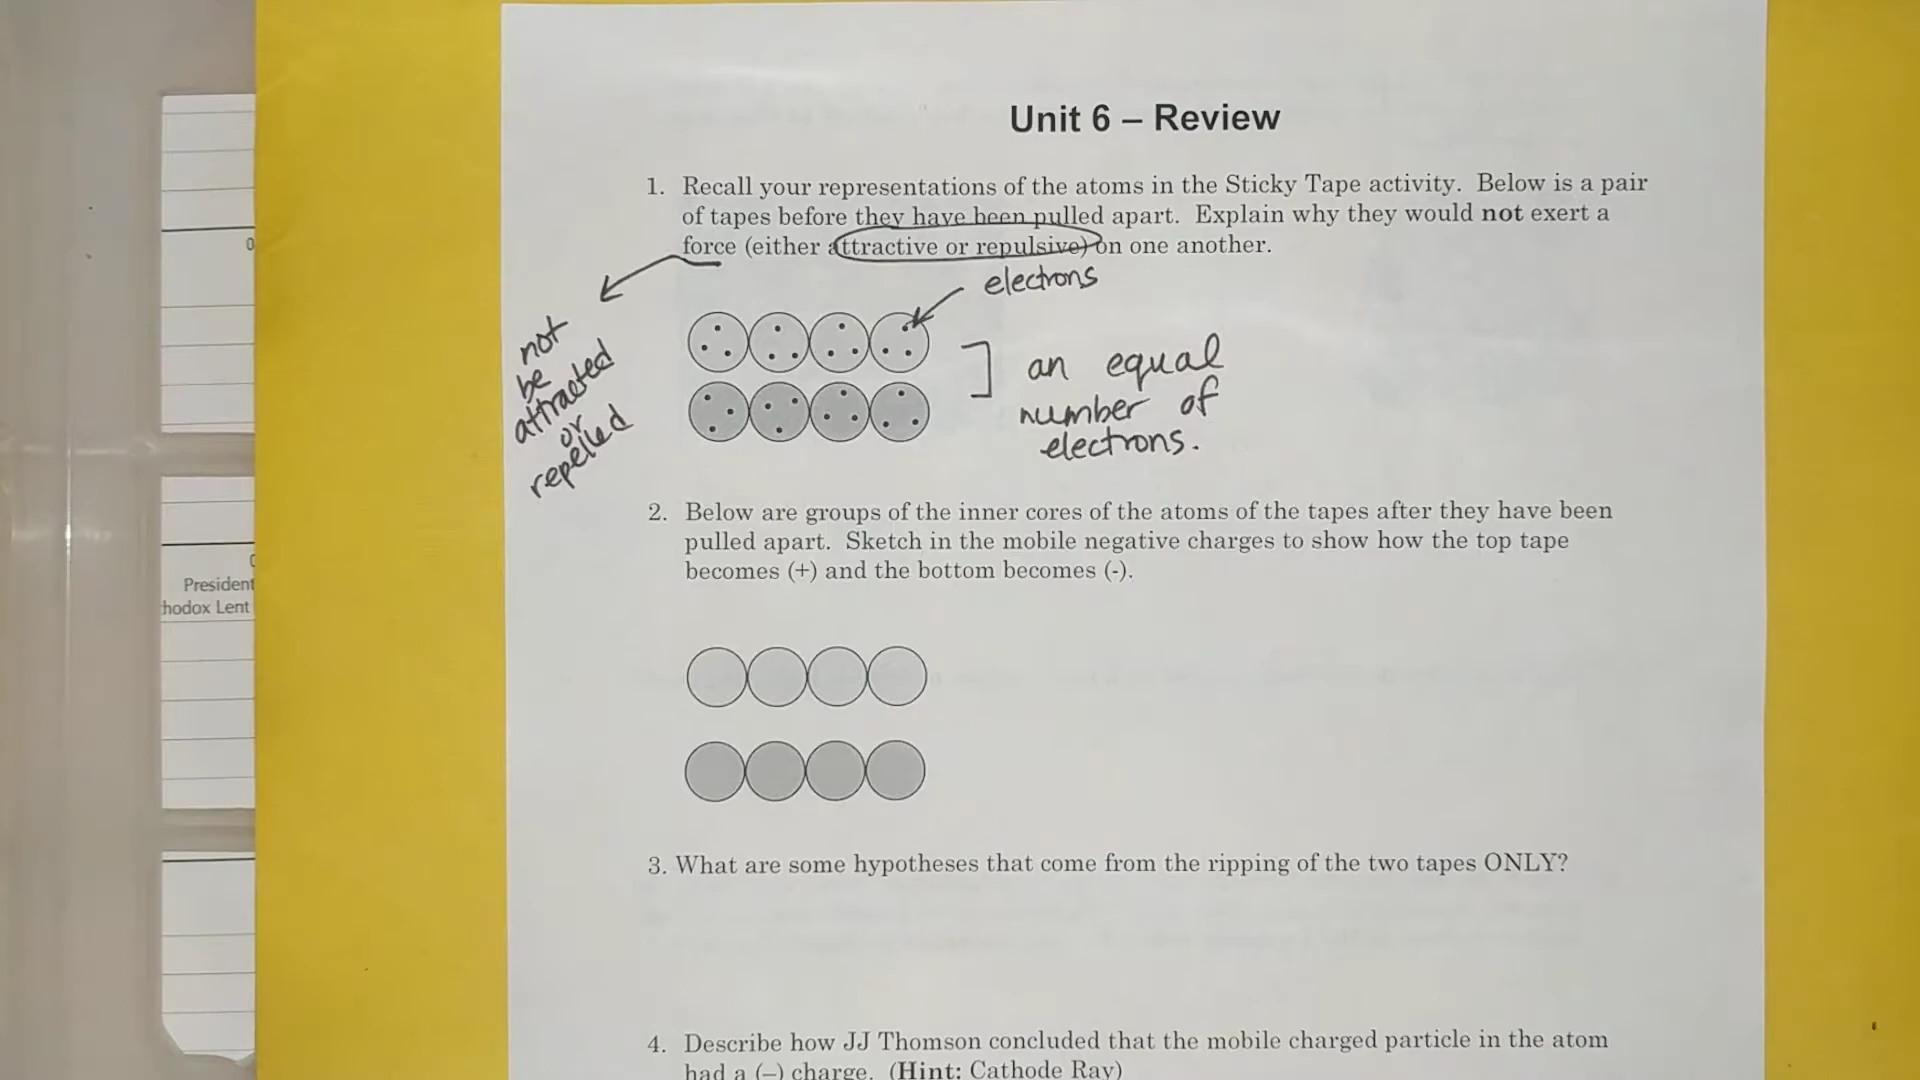 Unit 6 – Review
1. Recall your representations of the atoms in the Sticky Tape activity. Below is a pair
of tapes before they have been pulled apart. Explain why they would not exert a
force (either attractive or repulsive) on one another.
electrons
not
be
attracted
or
repelled
an equal
number of
electrons.
2. Below are groups of the inner cores of the atoms of the tapes after they have been
pulled apart. Sketch in the mobile negative charges to show how the top tape
becomes (+) and the bottom becomes (-).
3. What are some hypotheses that come from the ripping of the two tapes ONLY?
4. Describe how JJ Thomson concluded that the mobile charged particle in the atom
had a (–) charge. (Hint: Cathode Ray)
0
President
hodox Lent